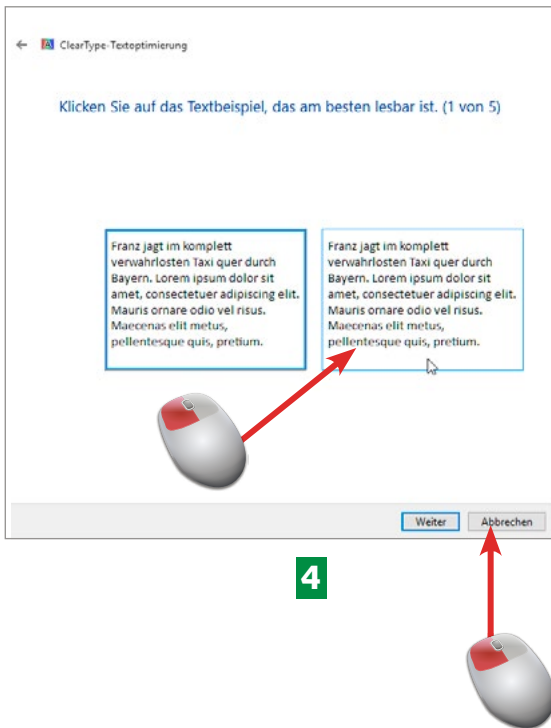 ClearType-Textoptimierung
Klicken Sie auf das Textbeispiel, das am besten lesbar ist. (1 von 5)
Franz jagt im komplett
verwahrlosten Taxi quer durch
Bayern. Lorem ipsum dolor sit
amet, consectetuer adipiscing elit.
Mauris ornare odio vel risus.
Maecenas elit metus,
pellentesque quis, pretium.
Franz jagt im komplett
verwahrlosten Taxi quer durch
Bayern. Lorem ipsum dolor sit
amet, consectetuer adipiscing elit.
Mauris ornare odio vel risus.
Maecenas elit metus,
pellentesque quis, pretium.
Weiter
Abbrechen
4